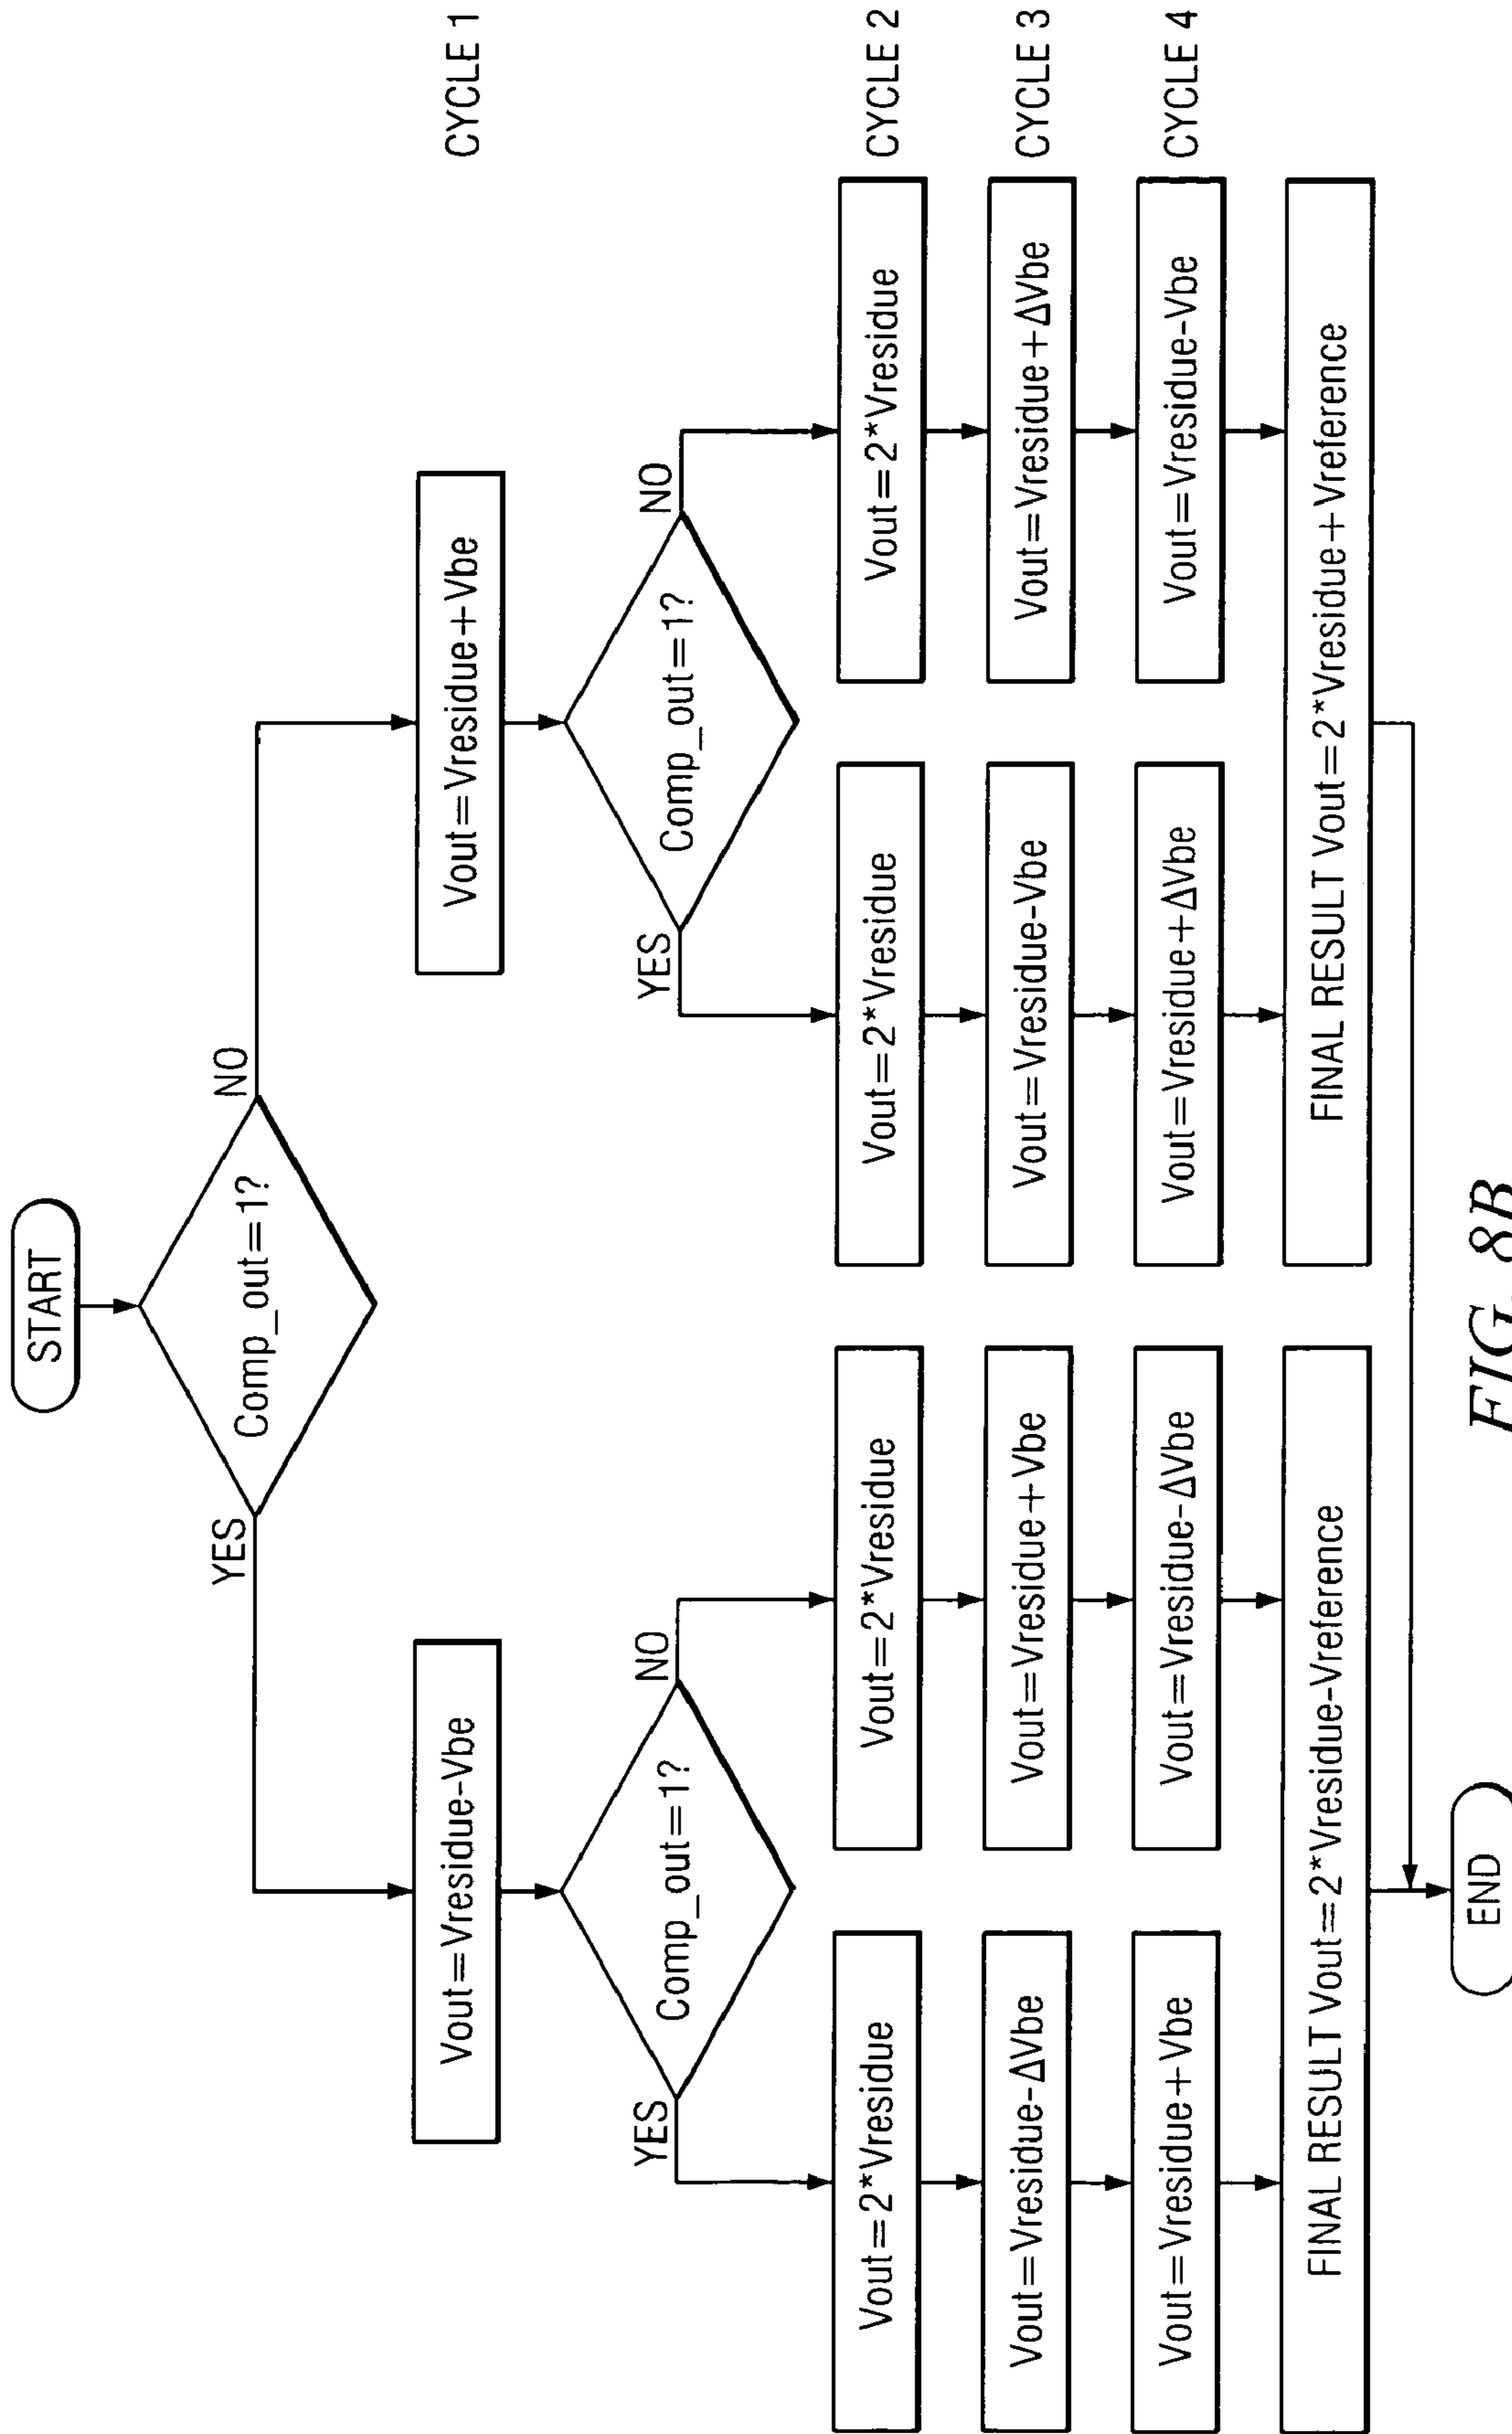 START
Comp_out=1?
YES
NO
CYCLE 1
Vout=Vresidue-Vbe
Vout=Vresidue+Vbe
Comp_out=1?
YES
NO
Comp_out=1?
YES
NO
CYCLE 2
Vout=2*Vresidue
Vout=2*Vresidue
Vout=2*Vresidue
Vout=2*Vresidue
CYCLE 3
Vout=Vresidue-ΔVbe
Vout=Vresidue+Vbe
Vout=Vresidue-Vbe
Vout=Vresidue+ΔVbe
CYCLE 4
Vout=Vresidue+Vbe
Vout=Vresidue-ΔVbe
Vout=Vresidue+ΔVbe
Vout=Vresidue-Vbe
FINAL RESULT Vout=2*Vresidue-Vreference
FINAL RESULT Vout=2*Vresidue+Vreference
END
FIG. 8B